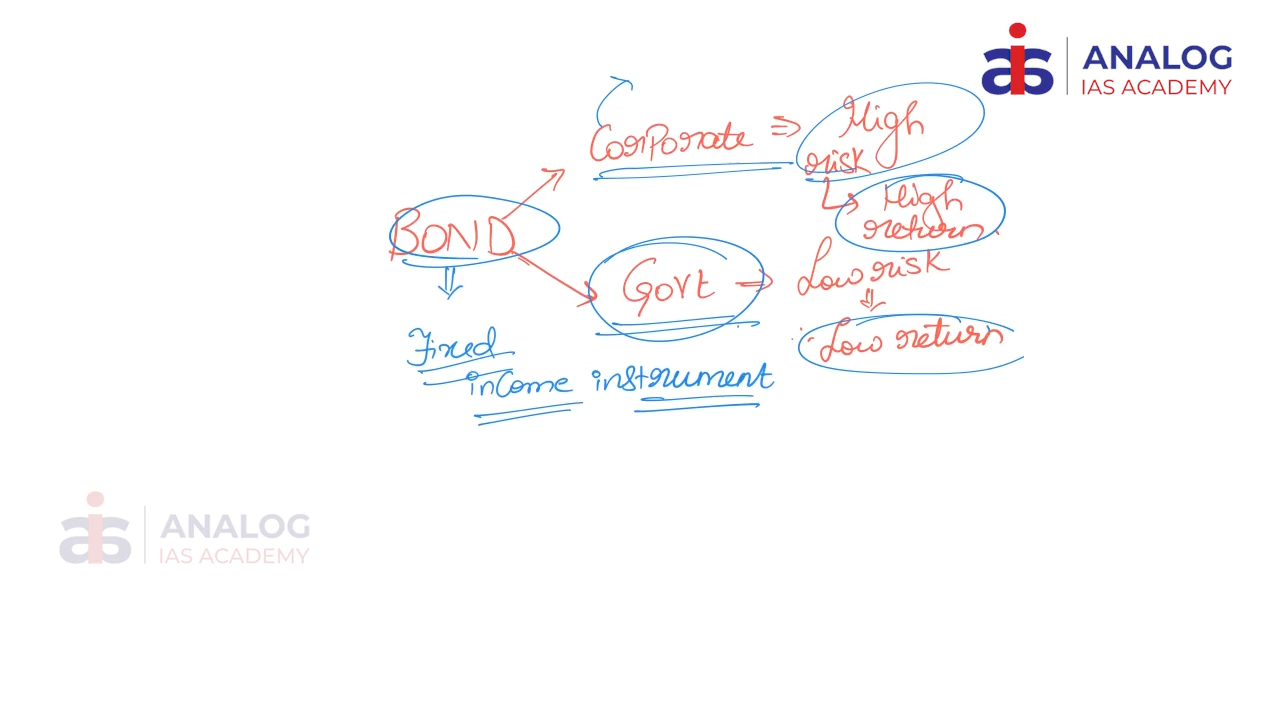 ANALOG
IAS ACADEMY
Corporate ⇒ High
risk
High
return.
BOND
Govt ⇒ Low risk
Low return
Fixed
income instrument
ANALOG
IAS ACADEMY